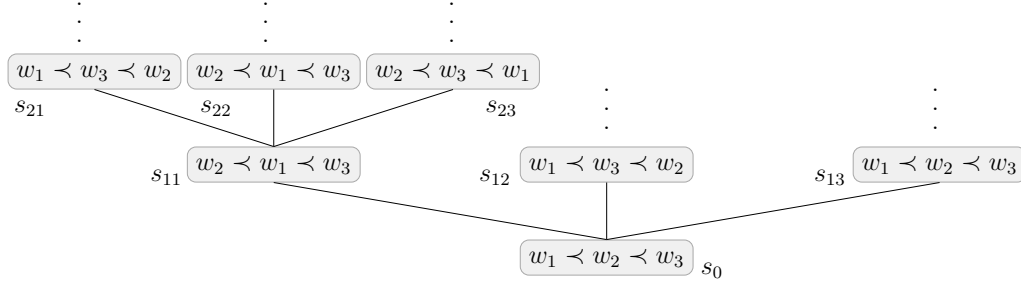 w₁ ≺ w₃ ≺ w₂ w₂ ≺ w₁ ≺ w₃ w₂ ≺ w₃ ≺ w₁
s₂₁ s₂₂ s₂₃
s₁₁ w₂ ≺ w₁ ≺ w₃ s₁₂ w₁ ≺ w₃ ≺ w₂ s₁₃ w₁ ≺ w₂ ≺ w₃
w₁ ≺ w₂ ≺ w₃ s₀